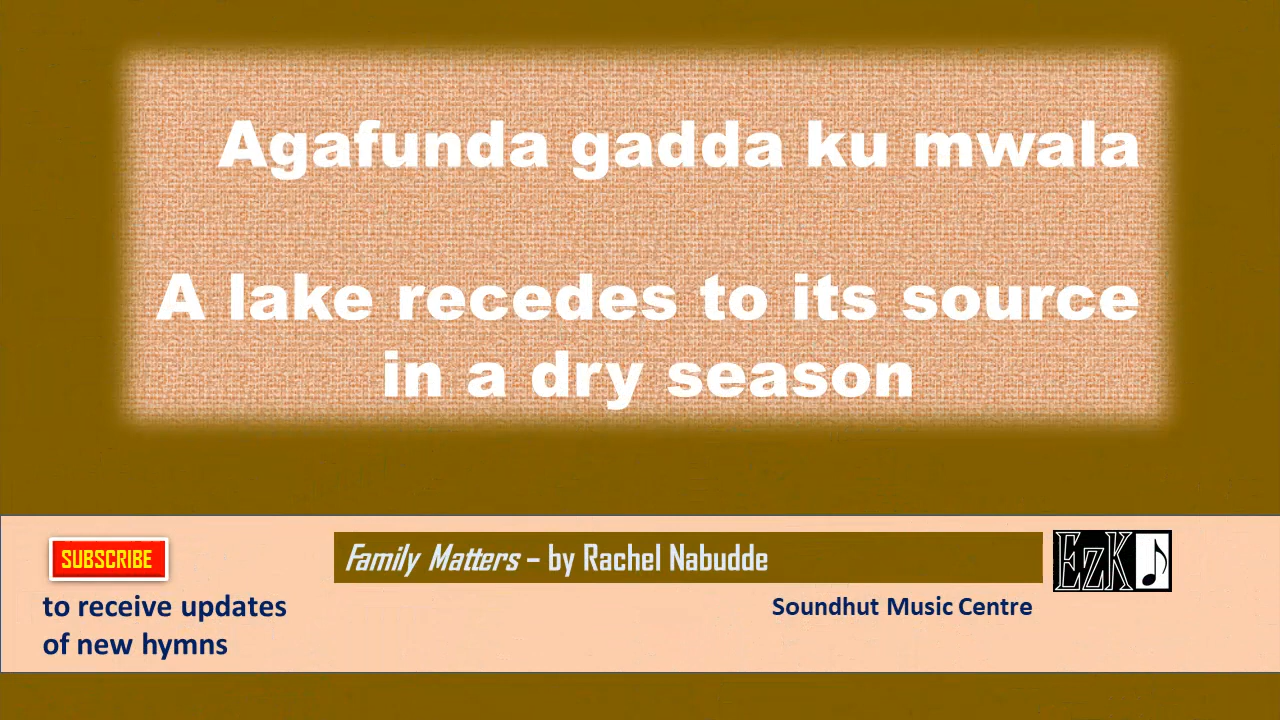 Agafunda gadda ku mwala
A lake recedes to its source
in a dry season
SUBSCRIBE
to receive updates
of new hymns
Family Matters – by Rachel Nabudde
Soundhut Music Centre
EzK